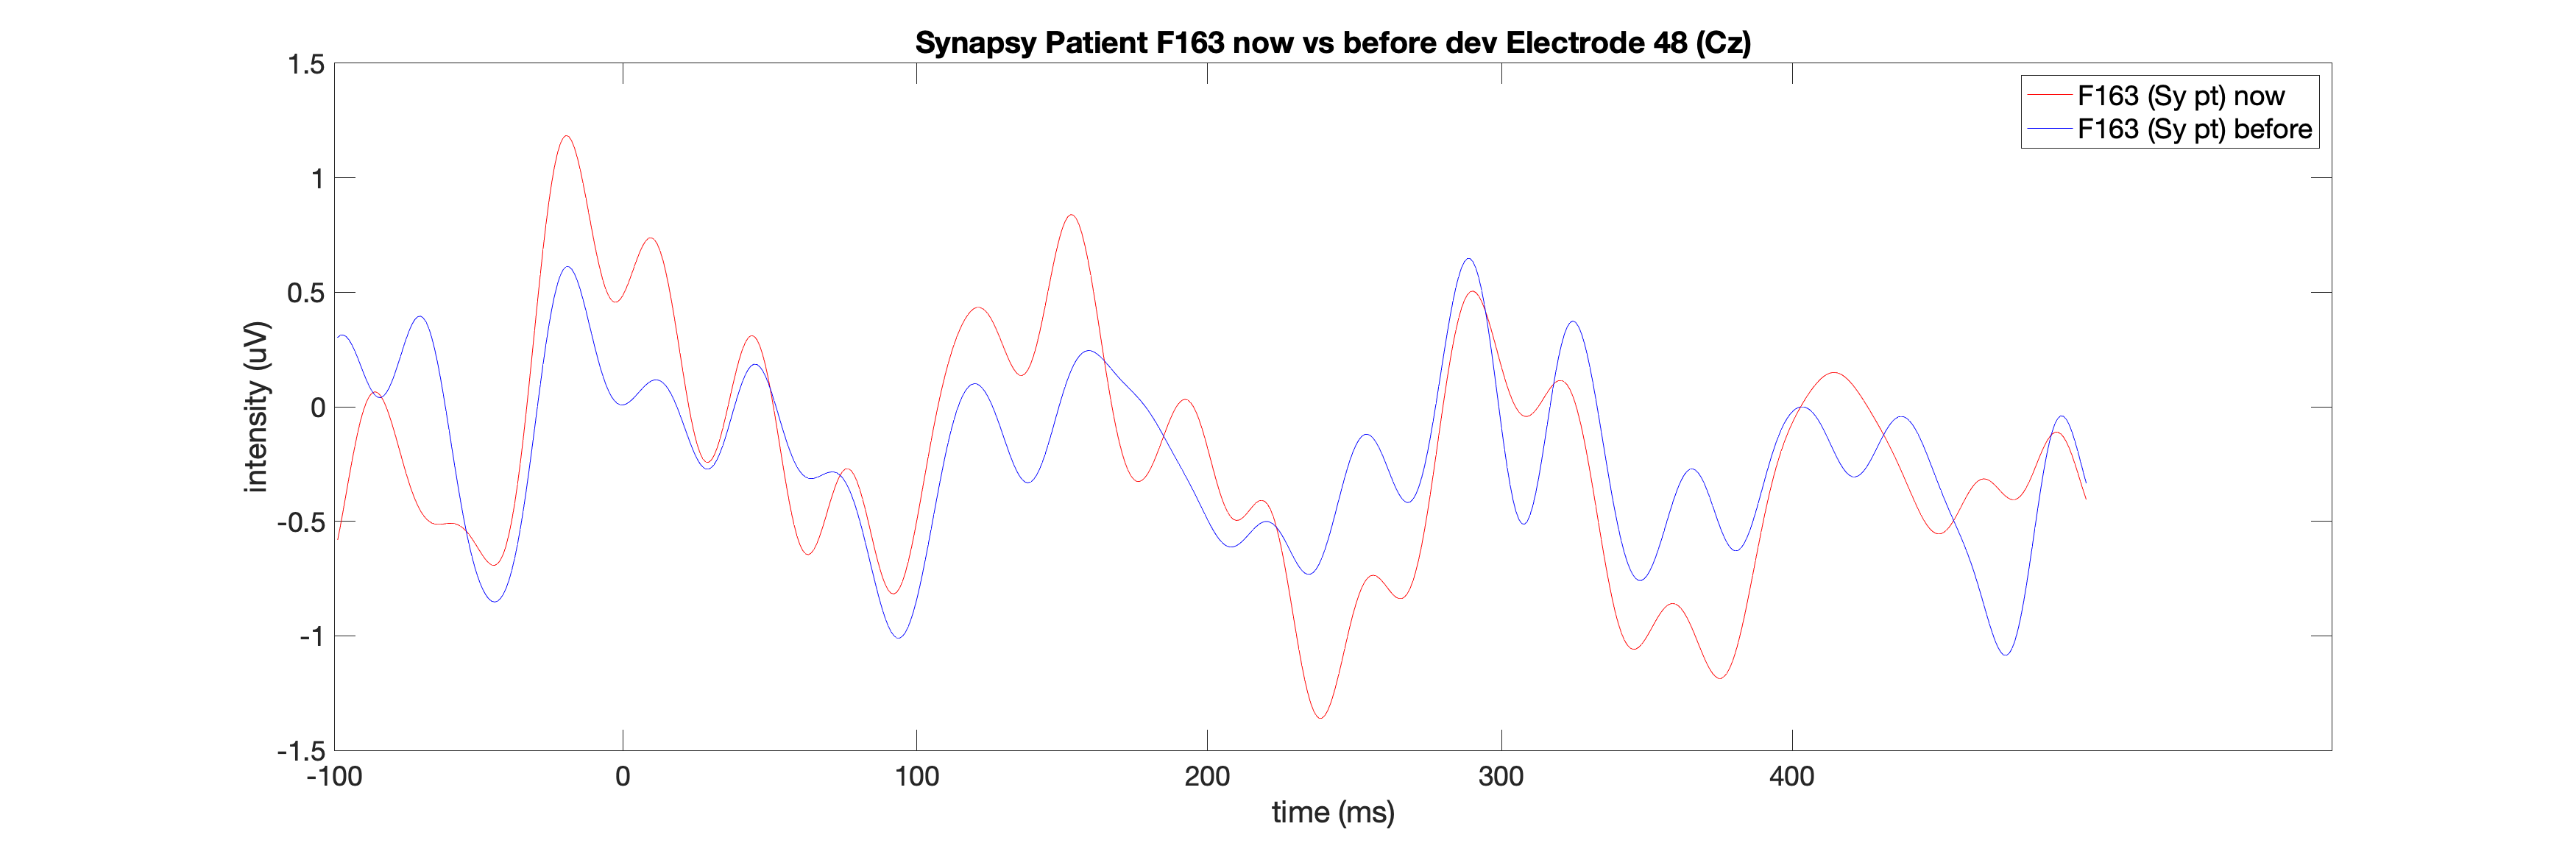 Synapsy Patient F163 now vs before dev Electrode 48 (Cz)
1.5
1
0.5
0
-0.5
-1
-1.5
intensity (uV)
F163 (Sy pt) now
F163 (Sy pt) before
-100 0 100 200 300 400
time (ms)